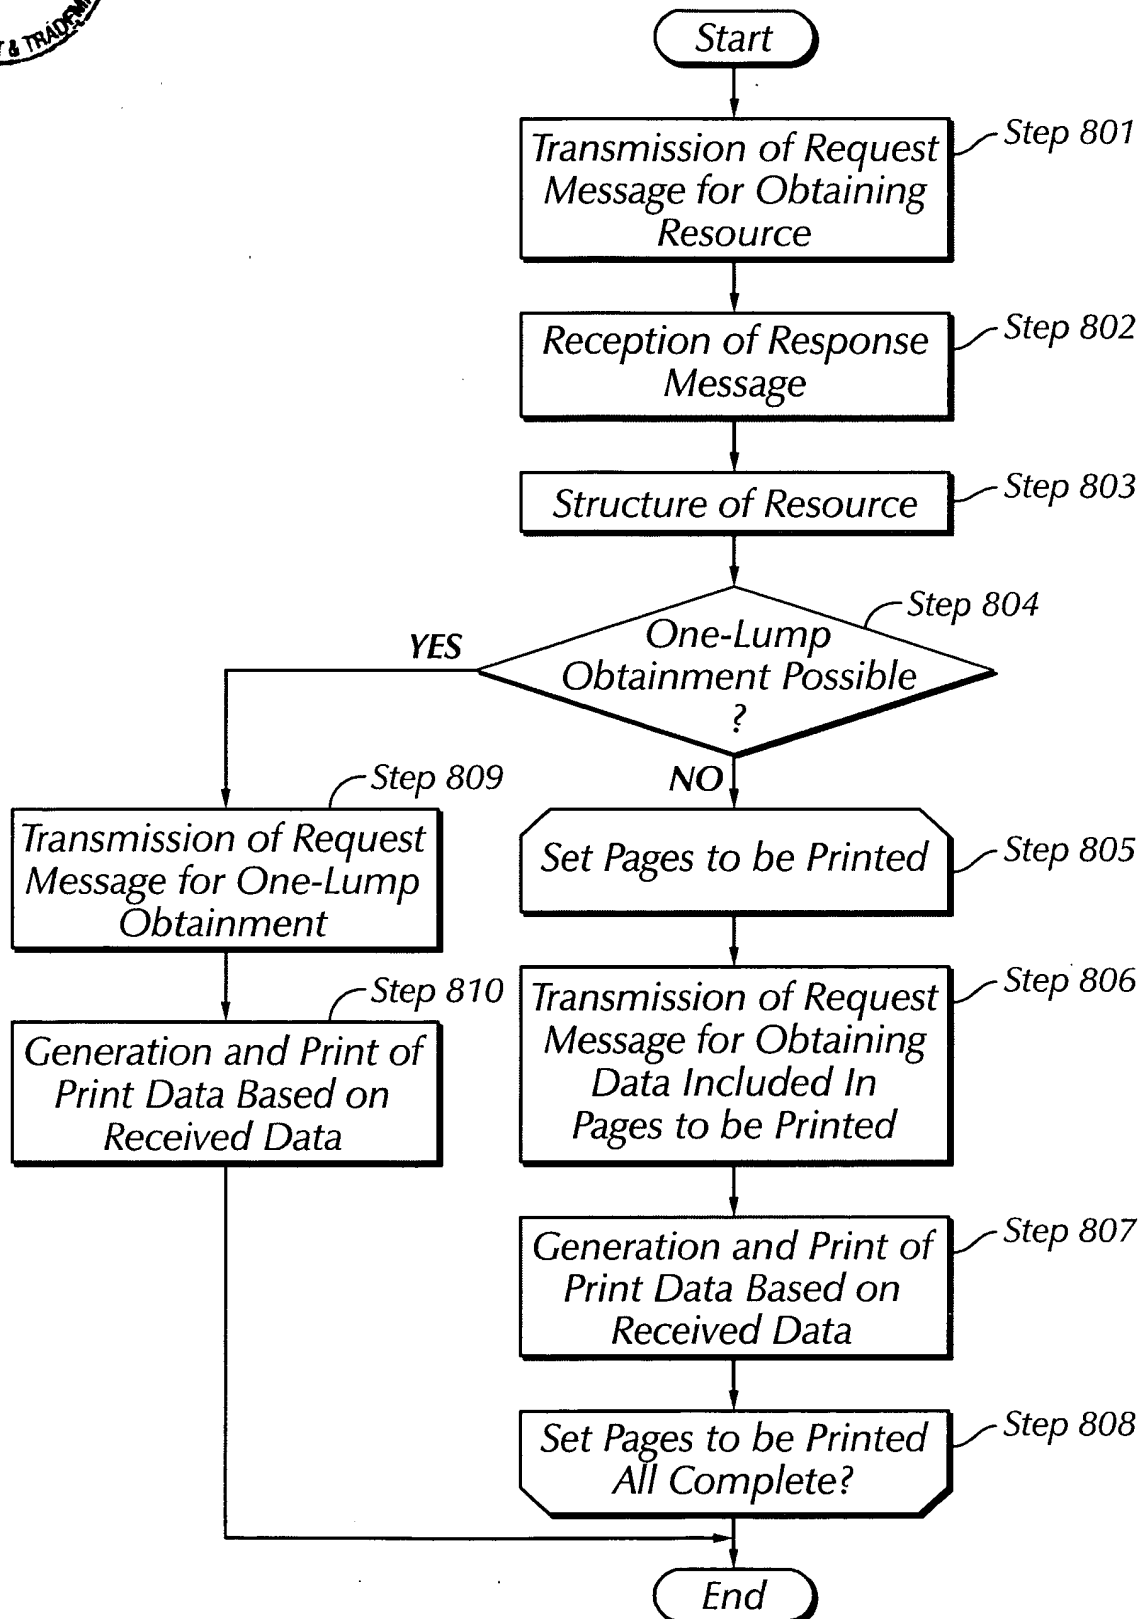 & TRADEMA
Start
Transmission of Request
Message for Obtaining
Resource
Step 801
Reception of Response
Message
Step 802
Structure of Resource
Step 803
One-Lump
Obtainment Possible
?
Step 804
YES
NO
Step 809
Transmission of Request
Message for One-Lump
Obtainment
Set Pages to be Printed
Step 805
Step 810
Generation and Print of
Print Data Based on
Received Data
Transmission of Request
Message for Obtaining
Data Included In
Pages to be Printed
Step 806
Generation and Print of
Print Data Based on
Received Data
Step 807
Set Pages to be Printed
All Complete?
Step 808
End